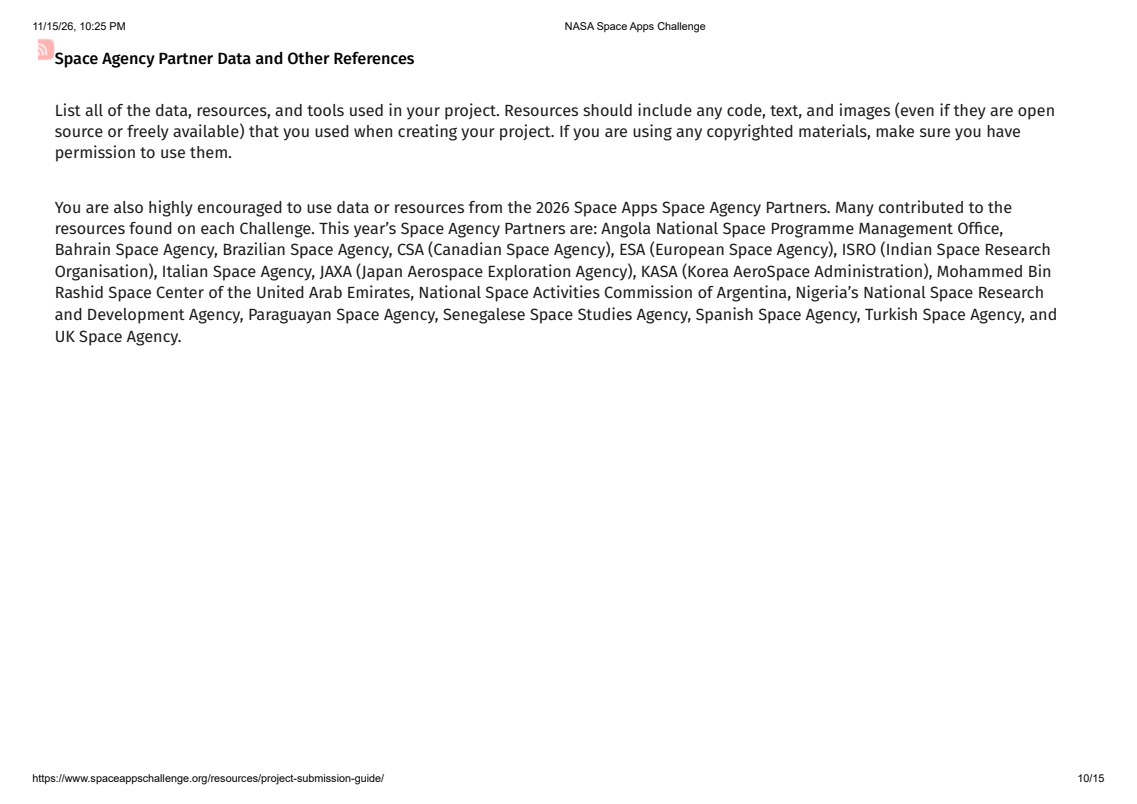 11/15/26, 10:25 PM NASA Space Apps Challenge
Space Agency Partner Data and Other References
List all of the data, resources, and tools used in your project. Resources should include any code, text, and images (even if they are open
source or freely available) that you used when creating your project. If you are using any copyrighted materials, make sure you have
permission to use them.
You are also highly encouraged to use data or resources from the 2026 Space Apps Space Agency Partners. Many contributed to the
resources found on each Challenge. This year’s Space Agency Partners are: Angola National Space Programme Management Office,
Bahrain Space Agency, Brazilian Space Agency, CSA (Canadian Space Agency), ESA (European Space Agency), ISRO (Indian Space Research
Organisation), Italian Space Agency, JAXA (Japan Aerospace Exploration Agency), KASA (Korea AeroSpace Administration), Mohammed Bin
Rashid Space Center of the United Arab Emirates, National Space Activities Commission of Argentina, Nigeria’s National Space Research
and Development Agency, Paraguayan Space Agency, Senegalese Space Studies Agency, Spanish Space Agency, Turkish Space Agency, and
UK Space Agency.
https://www.spaceappschallenge.org/resources/project-submission-guide/ 10/15